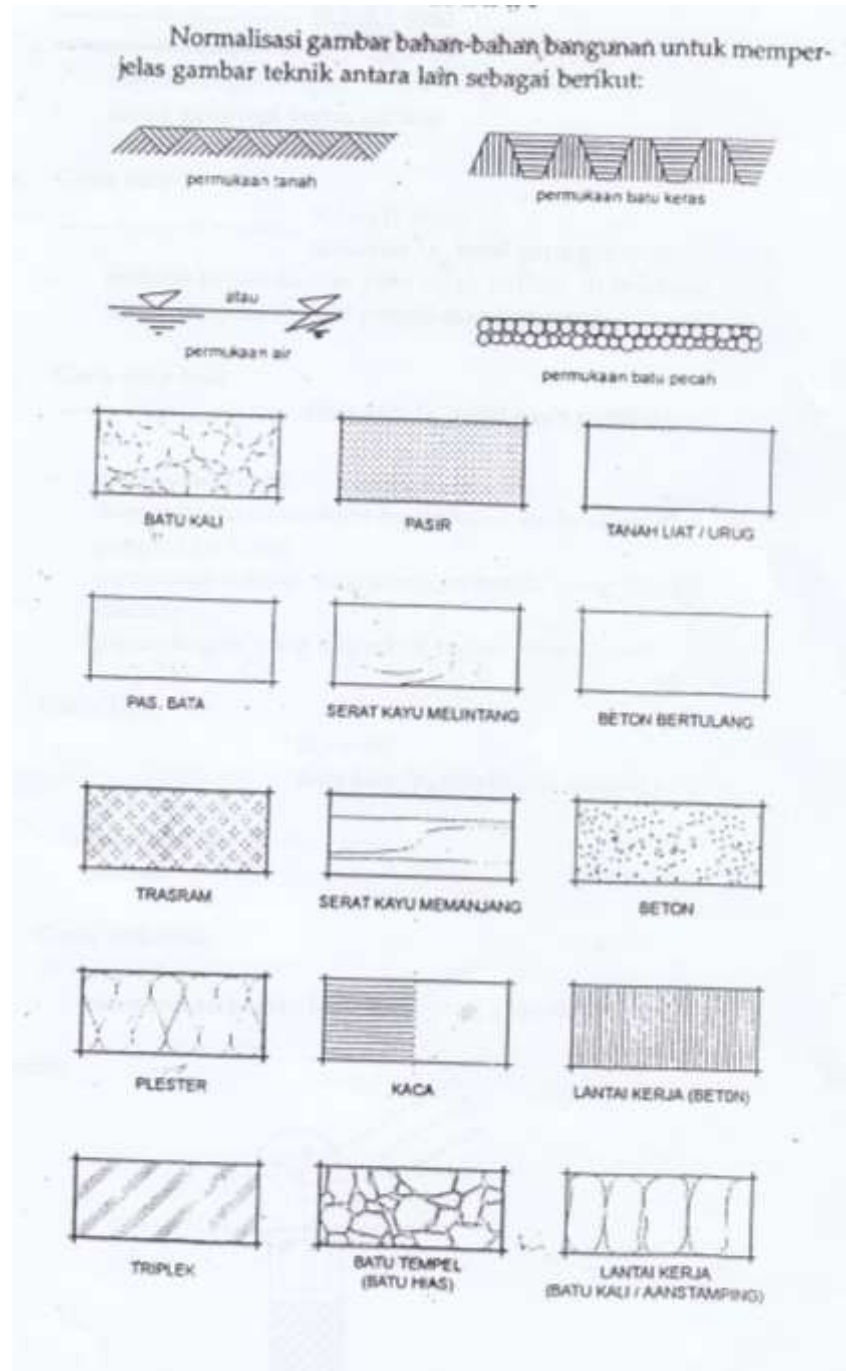 Normalisasi gambar bahan-bahan bangunan untuk memper-
jelas gambar teknik antara lain sebagai berikut:
permukaan tanah
permukaan batu keras
atau
permukaan air
permukaan batu pecah
BATU KALI
PASIR
TANAH LIAT / URUG
PAS. BATA
SERAT KAYU MELINTANG
BETON BERTULANG
TRASRAM
SERAT KAYU MEMANJANG
BETON
PLESTER
KACA
LANTAI KERJA (BETON)
TRIPLEK
BATU TEMPEL
(BATU HIAS)
LANTAI KERJA
(BATU KALI / AANSTAMPING)